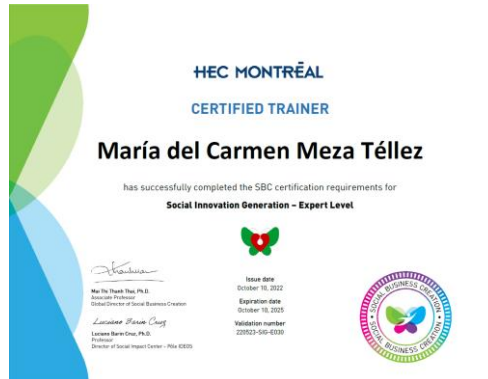 HEC MONTRĒAL
CERTIFIED TRAINER
María del Carmen Meza Téllez
has successfully completed the SBC certification requirements for
Social Innovation Generation – Expert Level
Mai Thi Thanh Thai, Ph.D.
Associate Professor
Global Director of Social Business Creation
Luciano Barin Cruz
Luciano Barin Cruz, Ph.D.
Professor
Director of Social Impact Center – Pôle IDEOS
Issue date
October 10, 2022
Expiration date
October 10, 2025
Validation number
220523-SIG-E030
SOCIAL BUSINESS CREATION
SOCIAL BUSINESS CREATION